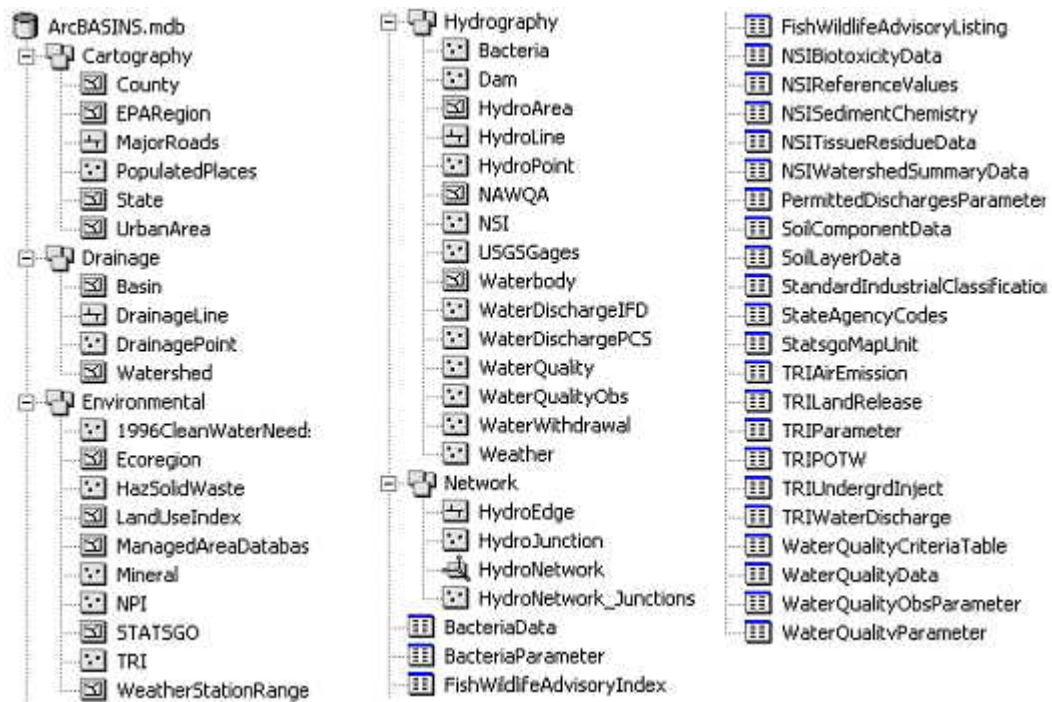 ArcBASINS.mdb
Cartography
County
EPARegion
MajorRoads
PopulatedPlaces
State
UrbanArea
Drainage
Basin
DrainageLine
DrainagePoint
Watershed
Environmental
1996CleanWaterNeed
Ecoregion
HazSolidWaste
LandUseIndex
ManagedAreaDatabas
Mineral
NPI
STATSGO
TRI
WeatherStationRange
Hydrography
Bacteria
Dam
HydroArea
HydroLine
HydroPoint
NAWQA
NSI
USGSGages
Waterbody
WaterDischargeIFD
WaterDischargePCS
WaterQuality
WaterQualityObs
WaterWithdrawal
Weather
Network
HydroEdge
HydroJunction
HydroNetwork
HydroNetwork_Junctions
BacteriaData
BacteriaParameter
FishWildlifeAdvisoryIndex
FishWildlifeAdvisoryListing
NSIBiotoxicityData
NSIReferenceValues
NSISedimentChemistry
NSITissueResidueData
NSIWatershedSummaryData
PermittedDischargesParameter
SoilComponentData
SoilLayerData
StandardIndustrialClassification
StateAgencyCodes
StatsgoMapUnit
TRIAirEmission
TRILandRelease
TRIParameter
TRIPOTW
TRIUndergrdInject
TRIWaterDischarge
WaterQualityCriteriaTable
WaterQualityData
WaterQualityObsParameter
WaterQualityParameter